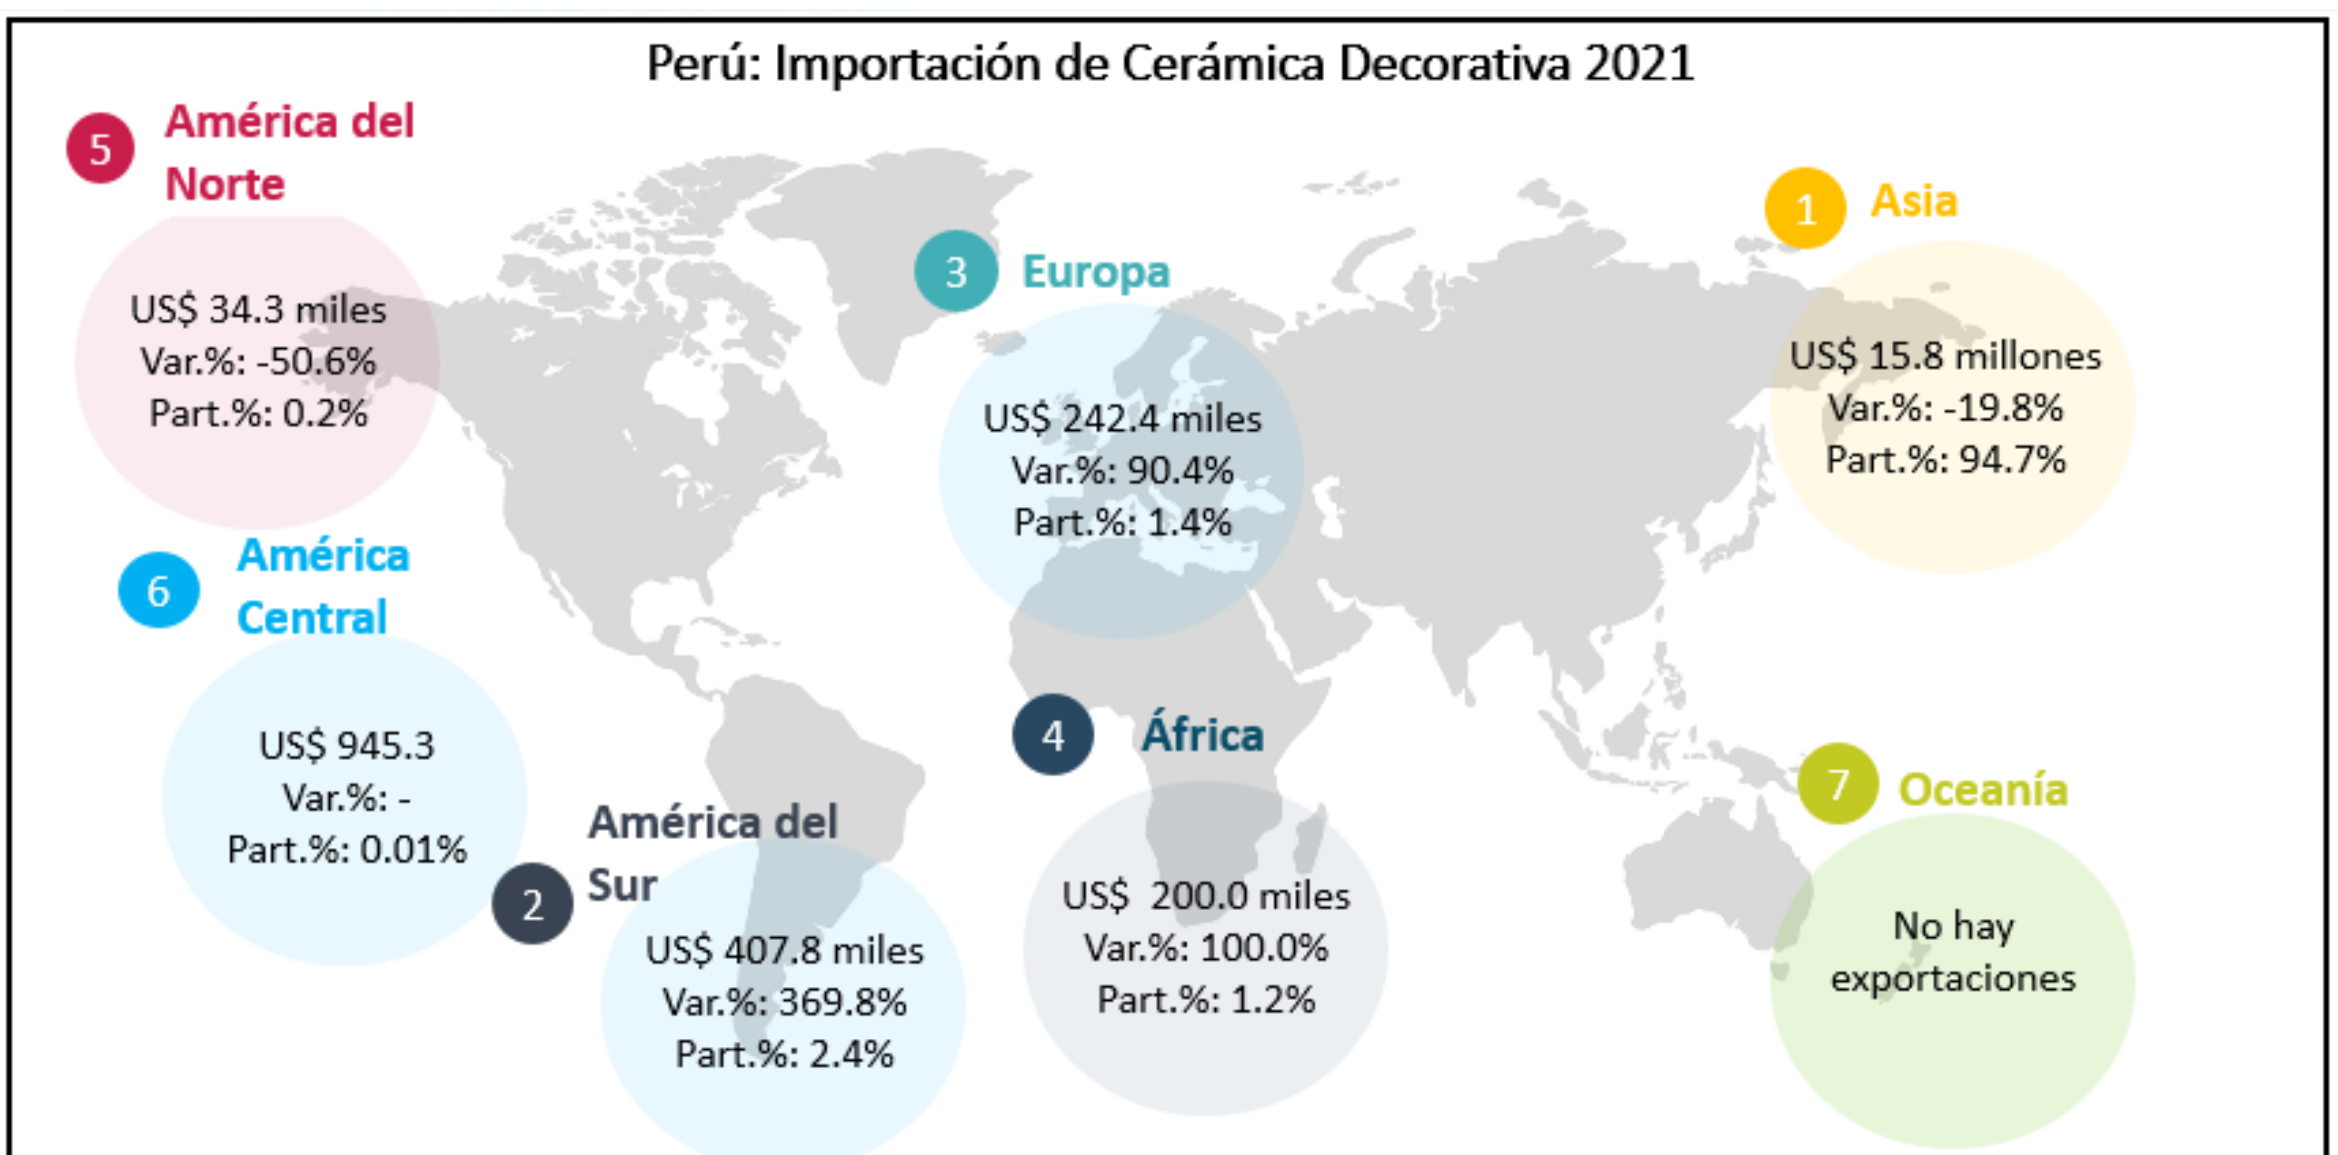 Perú: Importación de Cerámica Decorativa 2021
5
América del
Norte
US$ 34.3 miles
Var.%: -50.6%
Part.%: 0.2%
3
Europa
US$ 242.4 miles
Var.%: 90.4%
Part.%: 1.4%
1
Asia
US$ 15.8 millones
Var.%: -19.8%
Part.%: 94.7%
6
América
Central
US$ 945.3
Var.%: -
Part.%: 0.01%
2
América del
Sur
US$ 407.8 miles
Var.%: 369.8%
Part.%: 2.4%
4
África
US$  200.0 miles
Var.%: 100.0%
Part.%: 1.2%
7
Oceanía
No hay
exportaciones